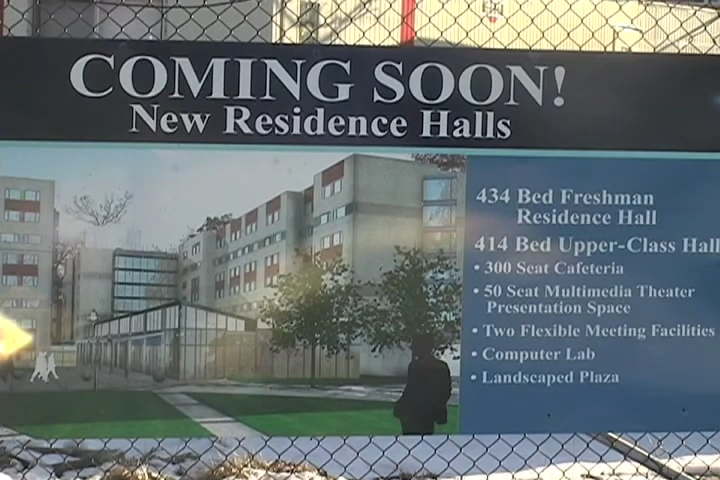 COMING SOON!
New Residence Halls
434 Bed Freshman
Residence Hall
414 Bed Upper-Class Hall
• 300 Seat Cafeteria
• 50 Seat Multimedia Theater
Presentation Space
• Two Flexible Meeting Facilities
• Computer Lab
• Landscaped Plaza